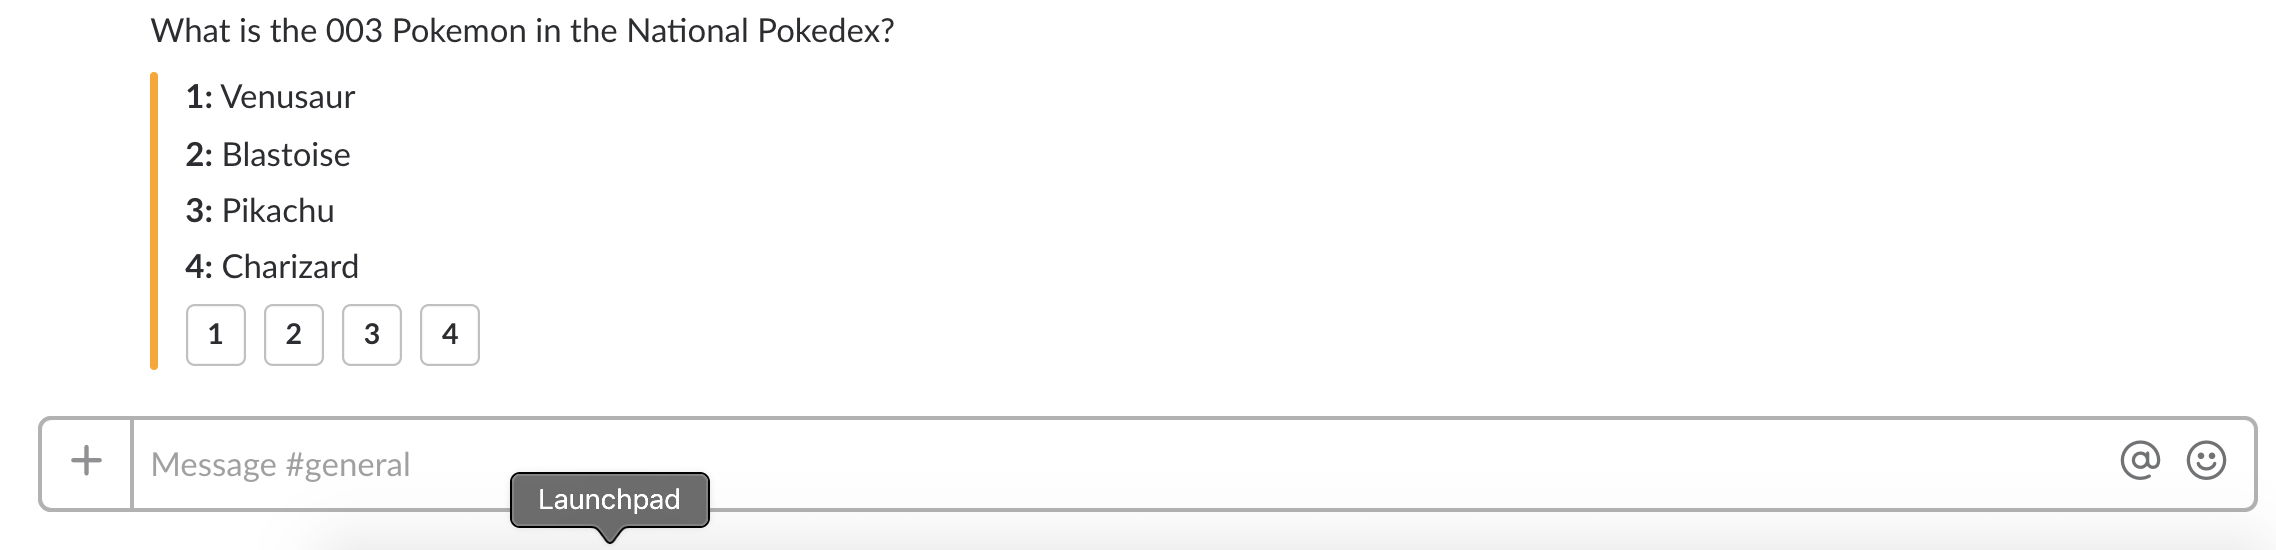 What is the 003 Pokemon in the National Pokedex?
1: Venusaur
2: Blastoise
3: Pikachu
4: Charizard
1 2 3 4
+ Message #general @
Launchpad